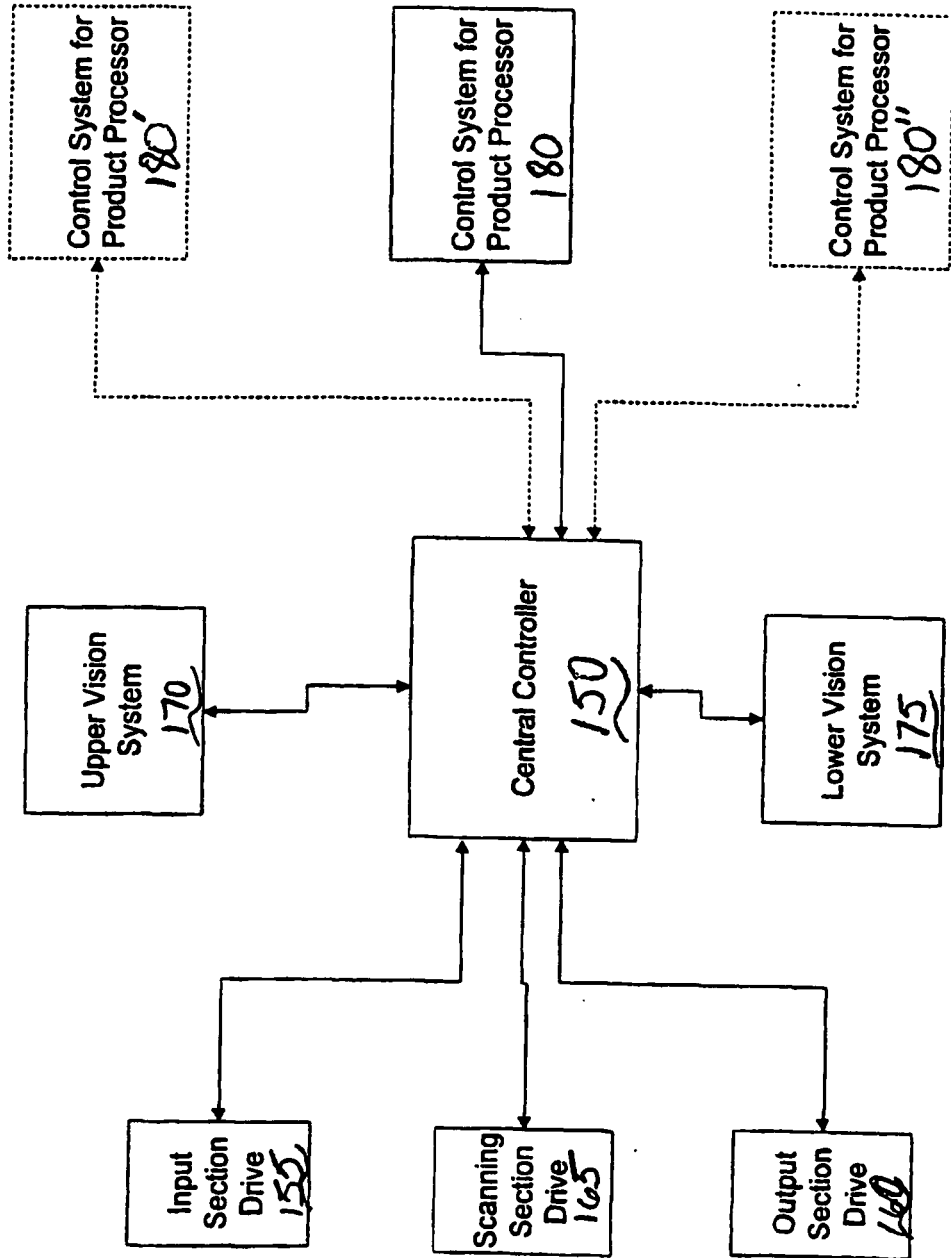 Control System for
Product Processor
180'
Control System for
Product Processor
180
Control System for
Product Processor
180''
Upper Vision
System
170
Central Controller
150
Lower Vision
System
175
Input
Section
Drive
155
Scanning
Section
Drive
165
Output
Section
Drive
160